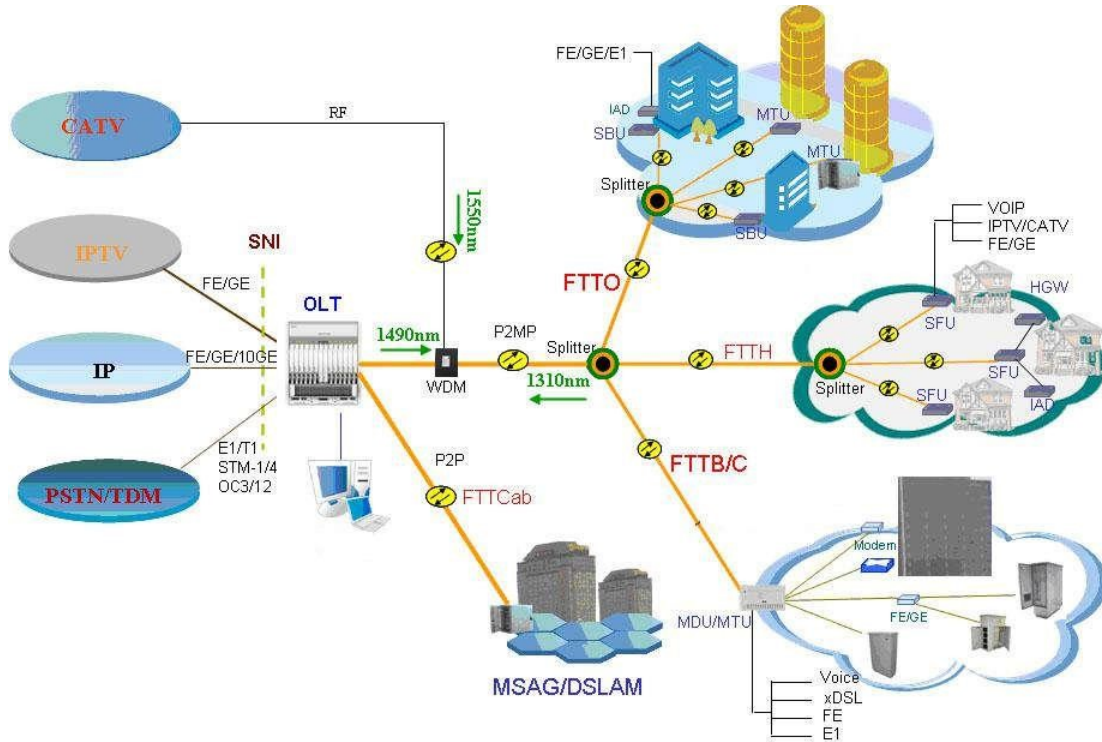 FE/GE/E1
CATV
RF
IAD
SBU
MTU
MTU
Splitter
SBU
1550nm
VOIP
IPTV/CATV
FE/GE
IPTV
SNI
FE/GE
OLT
FTTO
HGW
SFU
1490nm
P2MP
Splitter
FTTH
IP
FE/GE/10GE
WDM
1310nm
Splitter
SFU
SFU
IAD
E1/T1
STM-1/4
OC3/12
PSTN/TDM
P2P
FTTCab
FTTB/C
Modem
FE/GE
MDU/MTU
MSAG/DSLAM
Voice
xDSL
FE
E1